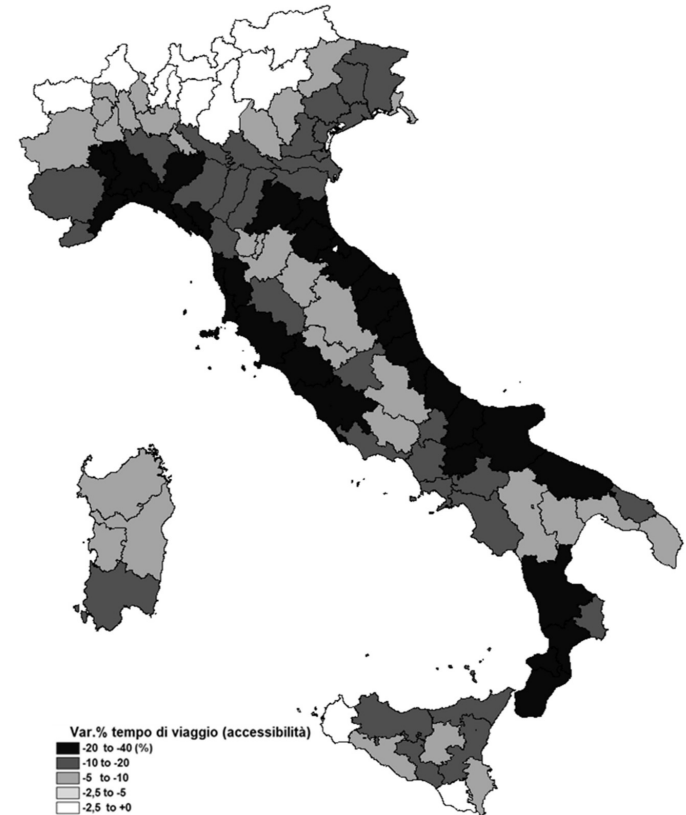 Var.% tempo di viaggio (accessibilità)
-20 to -40 (%)
-10 to -20
-5 to -10
-2,5 to -5
-2,5 to +0